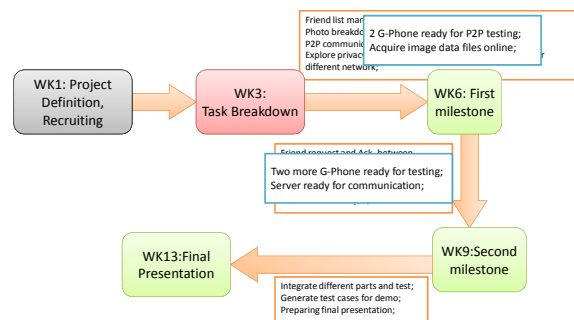 Friend list man
Photo breakdo
P2P communic
Explore privac
different network;
2 G-Phone ready for P2P testing;
Acquire image data files online;
WK1: Project
Definition,
Recruiting
WK3:
Task Breakdown
WK6: First
milestone
Friend request and Ack between
Two more G-Phone ready for testing;
Server ready for communication;
WK9:Second
milestone
WK13:Final
Presentation
Integrate different parts and test;
Generate test cases for demo;
Preparing final presentation;